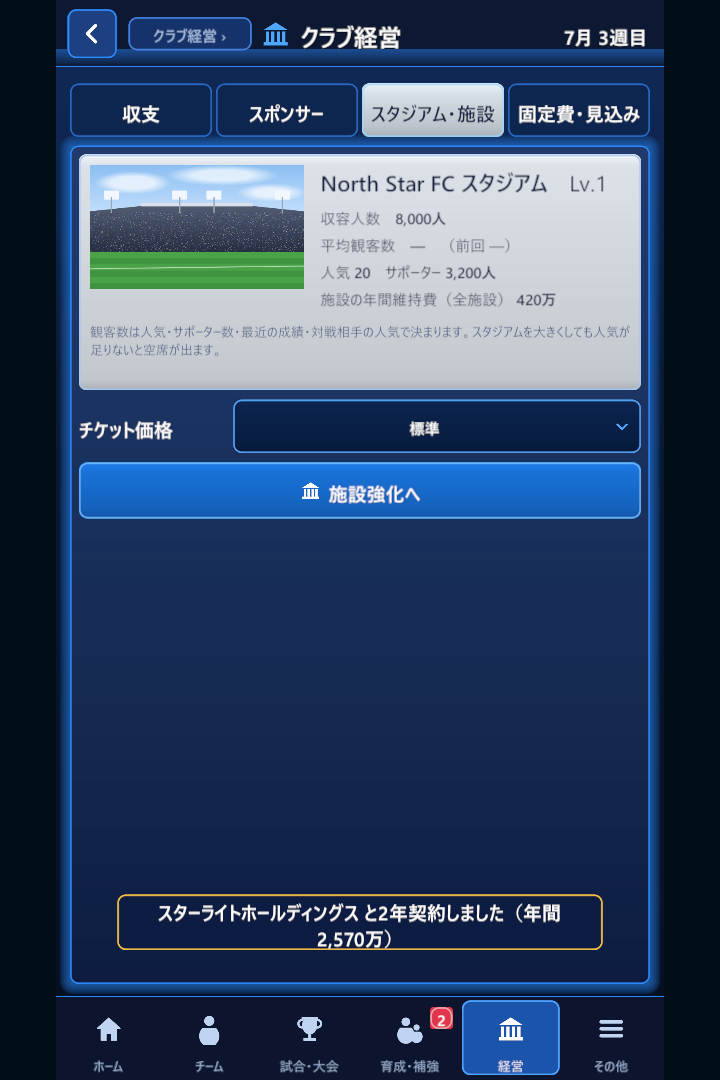 クラブ経営 ›
クラブ経営
7月 3週目
収支
スポンサー
スタジアム・施設
固定費・見込み
North Star FC スタジアム Lv.1
収容人数 8,000人
平均観客数 — （前回 —）
人気 20 サポーター 3,200人
施設の年間維持費（全施設） 420万
観客数は人気・サポーター数・最近の成績・対戦相手の人気で決まります。スタジアムを大きくしても人気が
足りないと空席が出ます。
チケット価格
標準
施設強化へ
スターライトホールディングス と2年契約しました（年間
2,570万）
2
ホーム
チーム
試合・大会
育成・補強
経営
その他